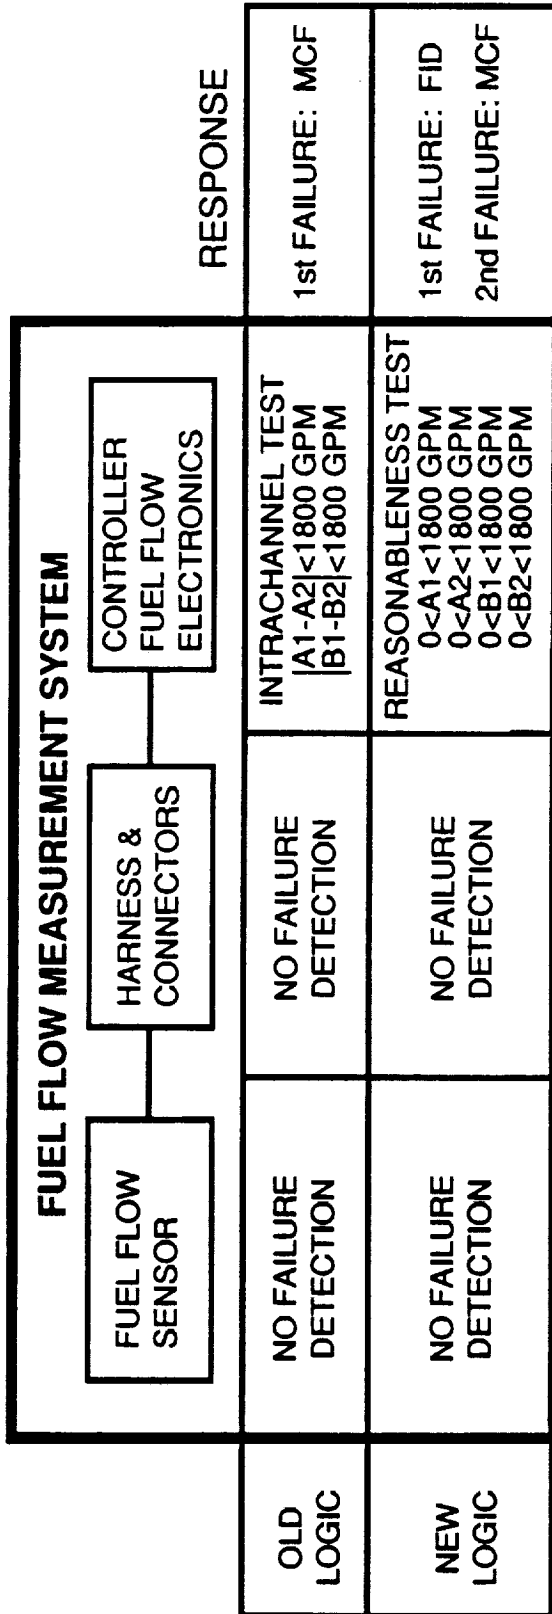 FUEL FLOW MEASUREMENT SYSTEM
FUEL FLOW
SENSOR
HARNESS &
CONNECTORS
CONTROLLER
FUEL FLOW
ELECTRONICS
RESPONSE
OLD
LOGIC
NO FAILURE
DETECTION
NO FAILURE
DETECTION
INTRACHANNEL TEST
|A1-A2|<1800 GPM
|B1-B2|<1800 GPM
1st FAILURE: MCF
NEW
LOGIC
NO FAILURE
DETECTION
NO FAILURE
DETECTION
REASONABLENESS TEST
0<A1<1800 GPM
0<A2<1800 GPM
0<B1<1800 GPM
0<B2<1800 GPM
1st FAILURE: FID
2nd FAILURE: MCF